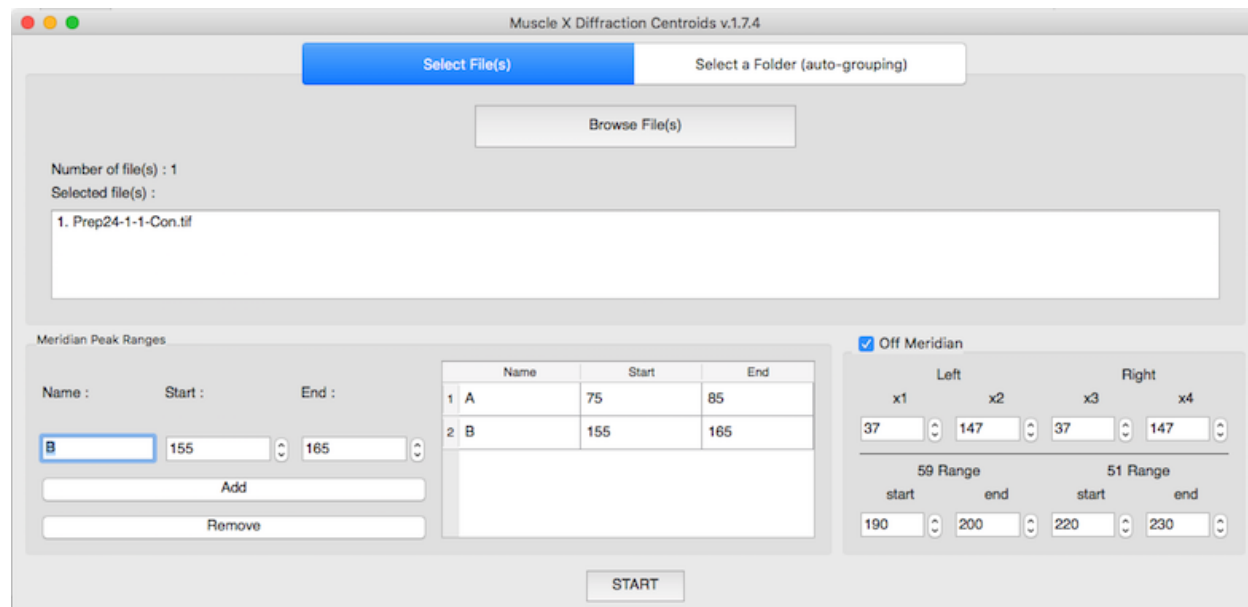 Muscle X Diffraction Centroids v.1.7.4
Select File(s) Select a Folder (auto-grouping)
Browse File(s)
Number of file(s) : 1
Selected file(s) :
1. Prep24-1-1-Con.tif
Meridian Peak Ranges
Name : Start : End :
B 155 165
Add
Remove
Name Start End
1 A 75 85
2 B 155 165
Off Meridian
Left Right
x1 x2 x3 x4
37 147 37 147
59 Range 51 Range
start end start end
190 200 220 230
START